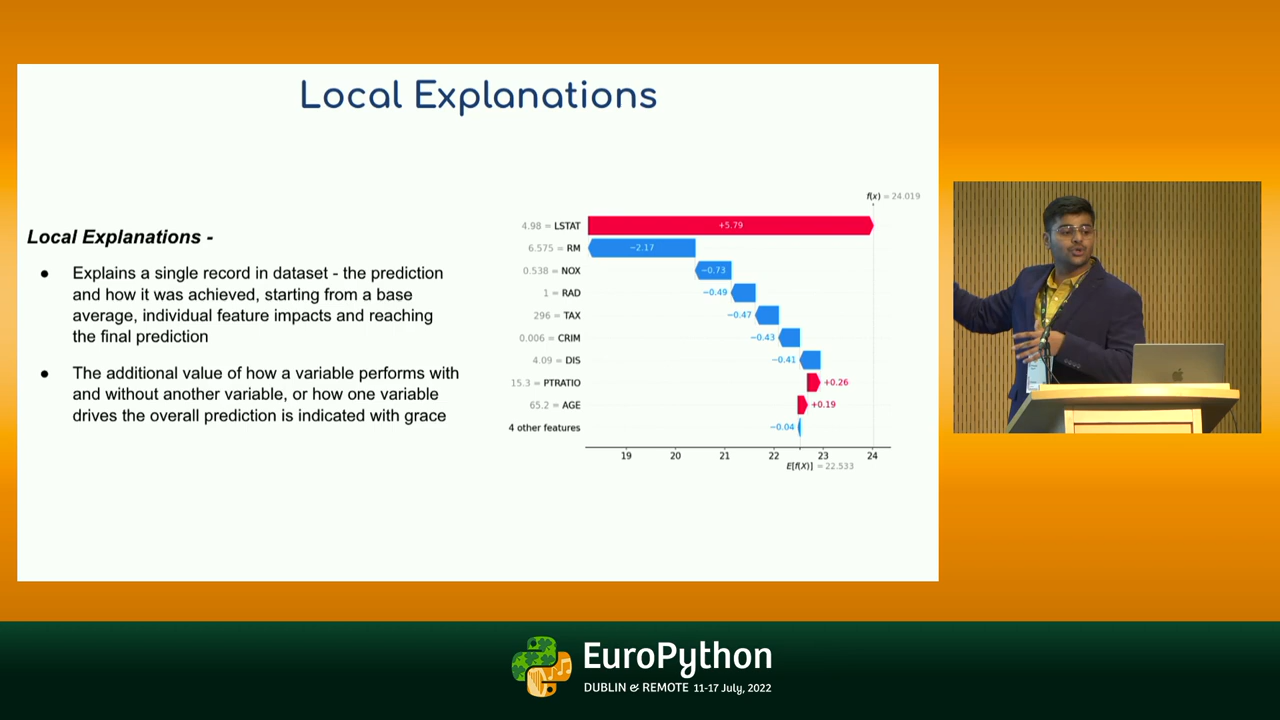 Local Explanations
Local Explanations -
● Explains a single record in dataset - the prediction
and how it was achieved, starting from a base
average, individual feature impacts and reaching
the final prediction
● The additional value of how a variable performs with
and without another variable, or how one variable
drives the overall prediction is indicated with grace
f(x) = 24.019
4.98 = LSTAT +5.79
6.575 = RM −2.17
0.538 = NOX −0.73
1 = RAD −0.49
296 = TAX −0.47
0.006 = CRIM −0.43
4.09 = DIS −0.41
15.3 = PTRATIO +0.26
65.2 = AGE +0.19
4 other features −0.04
19 20 21 22 23 24
E[f(X)] = 22.533
EuroPython
DUBLIN & REMOTE 11-17 July, 2022